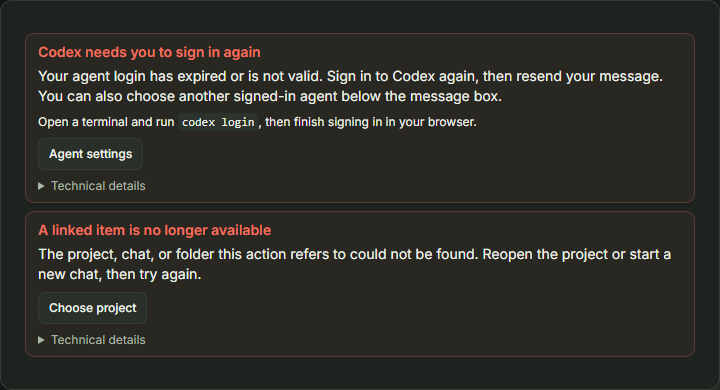 Codex needs you to sign in again
Your agent login has expired or is not valid. Sign in to Codex again, then resend your message.
You can also choose another signed-in agent below the message box.
Open a terminal and run codex login, then finish signing in in your browser.
Agent settings
Technical details
A linked item is no longer available
The project, chat, or folder this action refers to could not be found. Reopen the project or start a
new chat, then try again.
Choose project
Technical details